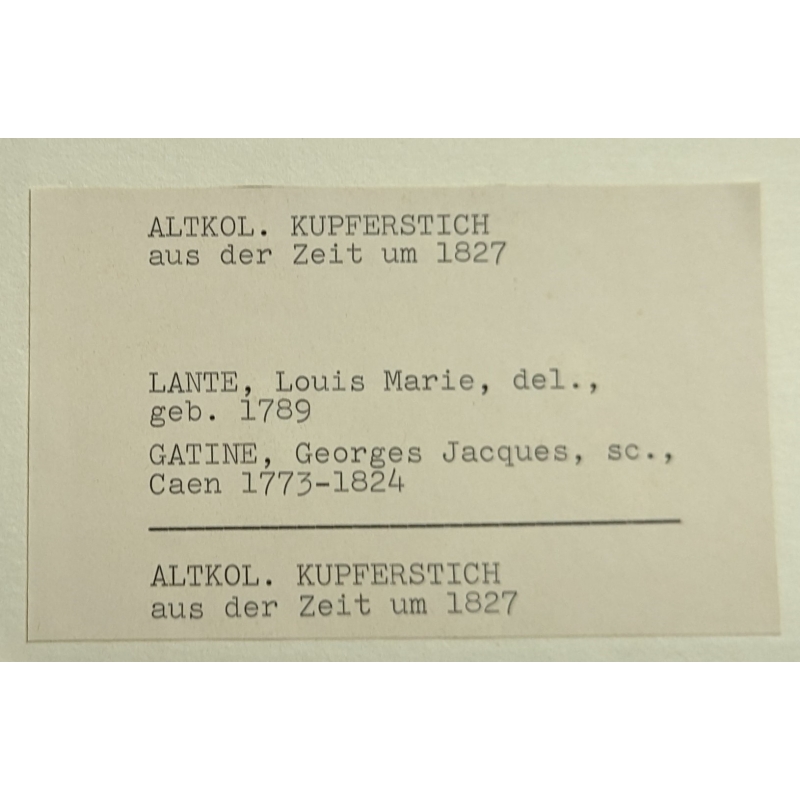 ALTKOL. KUPFERSTICH
aus der Zeit um 1827
LANTE, Louis Marie, del.,
geb. 1789
GATINE, Georges Jacques, sc.,
Caen 1773-1824
ALTKOL. KUPFERSTICH
aus der Zeit um 1827